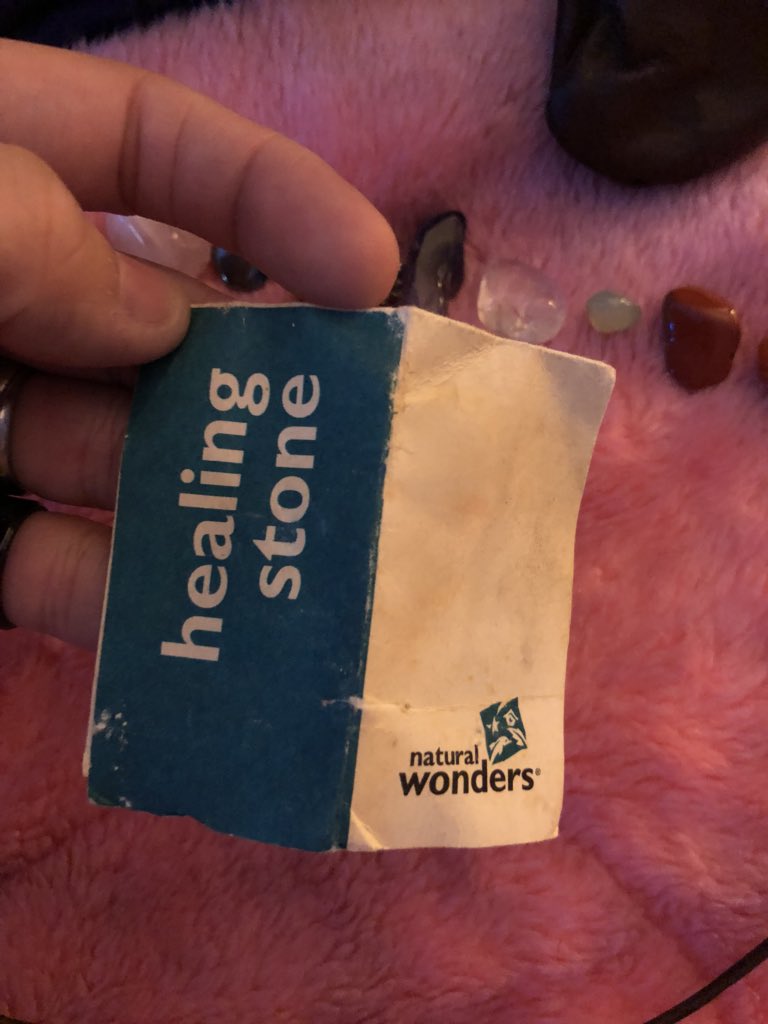 healing
stone
natural
wonders®